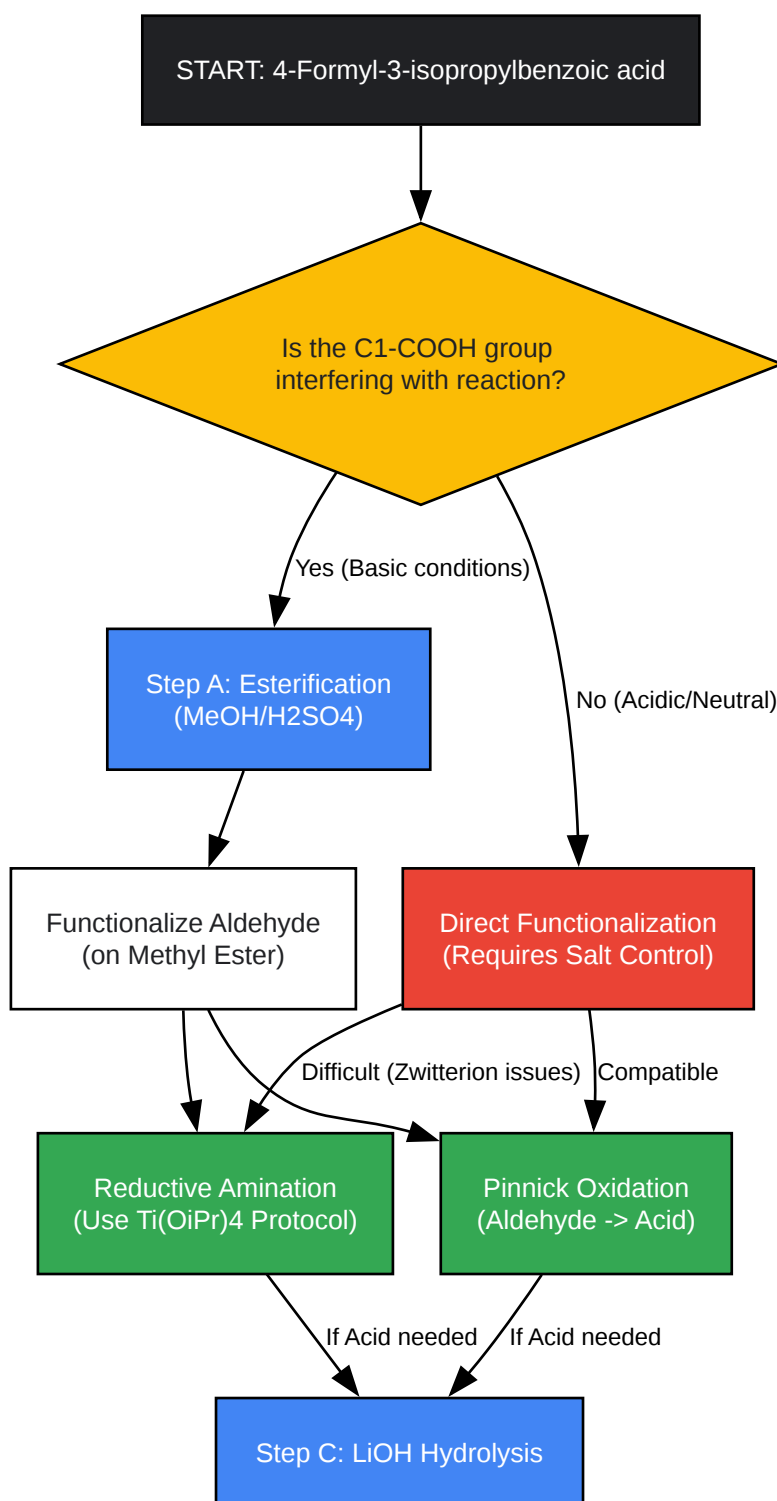 START: 4-Formyl-3-isopropylbenzoic acid
Is the C1-COOH group
interfering with reaction?
Yes (Basic conditions)
Step A: Esterification
(MeOH/H2SO4)
No (Acidic/Neutral)
Functionalize Aldehyde
(on Methyl Ester)
Direct Functionalization
(Requires Salt Control)
Difficult (Zwitterion issues)
Compatible
Reductive Amination
(Use Ti(OiPr)4 Protocol)
Pinnick Oxidation
(Aldehyde -> Acid)
If Acid needed
If Acid needed
Step C: LiOH Hydrolysis